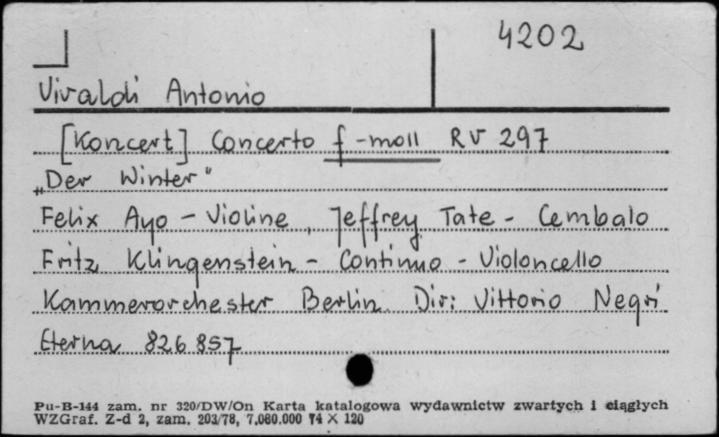 4202
Vivaldi Antonio
[Koncert] Concerto f-moll RV 297
„Der Winter"
Felix Ayo - Violine, Jeffrey Tate - Cembalo
Fritz Klingenstein - Continuo - Violoncello
Kammerorchester Berlin Dir: Vittorio Negri
Eterna 826 857
Pu-B-144 zam. nr 320/DW/On Karta katalogowa wydawnictw zwartych i ciągłych
WZGraf. Z-d 2, zam. 203/78, 7.080.000 74 X 120